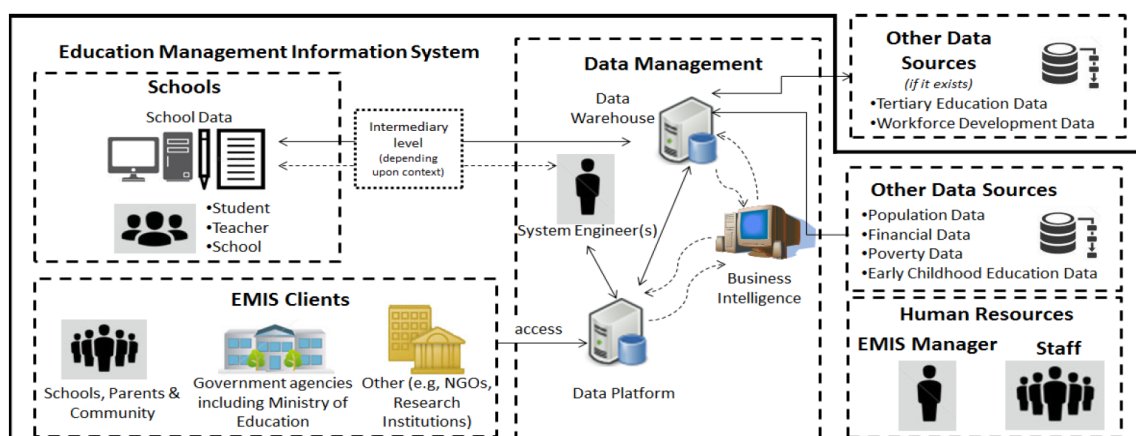 Education Management Information System
Schools
School Data
•Student
•Teacher
•School
Intermediary
level
(depending
upon context)
EMIS Clients
Schools, Parents &
Community
Government agencies
including Ministry of
Education
Other (e.g, NGOs,
Research
Institutions)
access
Data Management
Data
Warehouse
System Engineer(s)
Business
Intelligence
Data Platform
Other Data
Sources
(if it exists)
•Tertiary Education Data
•Workforce Development Data
Other Data Sources
•Population Data
•Financial Data
•Poverty Data
•Early Childhood Education Data
Human Resources
EMIS Manager
Staff